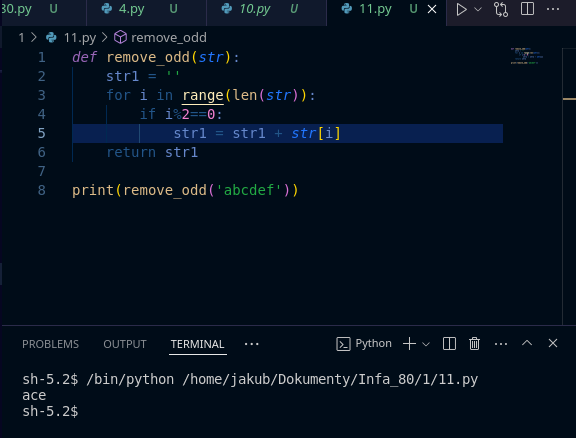 30.py U 4.py U 10.py U 11.py U
1 > 11.py > remove_odd
1 def remove_odd(str):
2 str1 = ''
3 for i in range(len(str)):
4 if i%2==0:
5 str1 = str1 + str[i]
6 return str1
7
8 print(remove_odd('abcdef'))
PROBLEMS OUTPUT TERMINAL ... Python
sh-5.2$ /bin/python /home/jakub/Dokumenty/Infa_80/1/11.py
ace
sh-5.2$